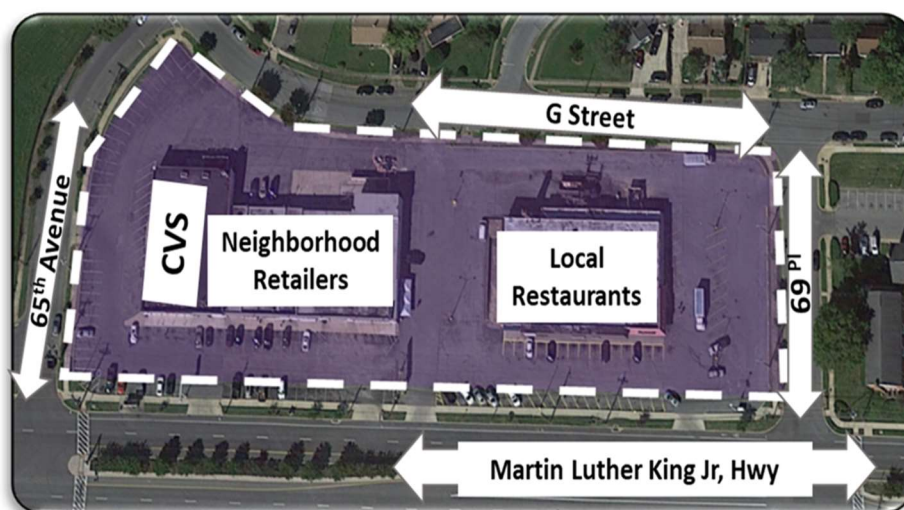 G Street
65th Avenue
CVS
Neighborhood
Retailers
Local
Restaurants
69 Pl
Martin Luther King Jr, Hwy